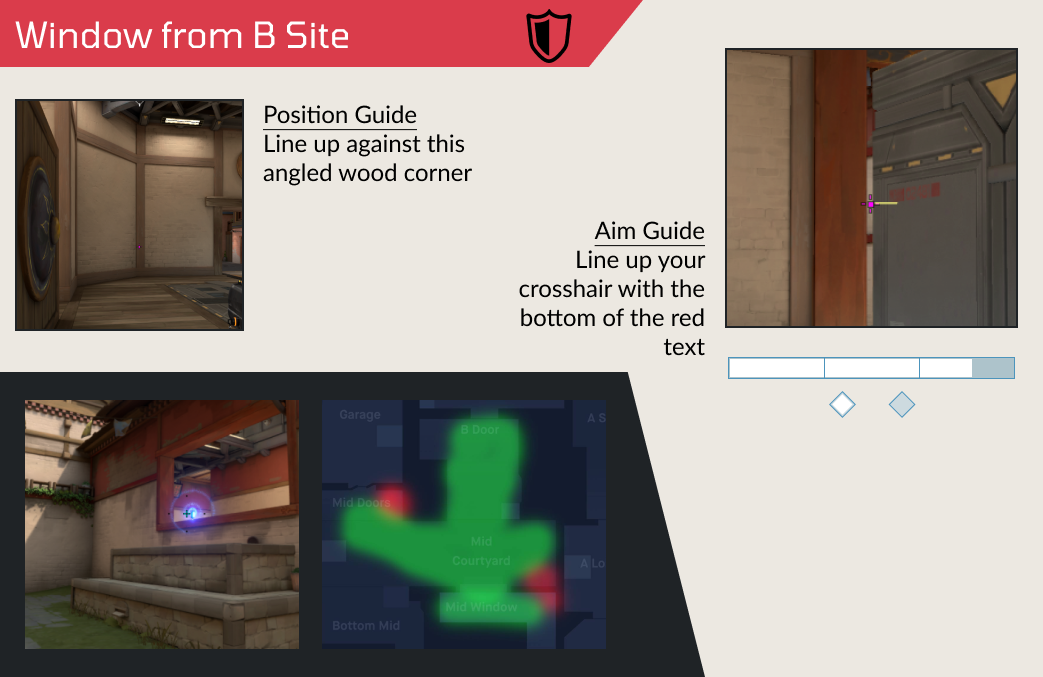 Window from B Site
Position Guide
Line up against this
angled wood corner
Aim Guide
Line up your
crosshair with the
bottom of the red
text
Garage
B Door
A S
Mid Doors
Mid
Courtyard
A Lo
Mid Window
Bottom Mid